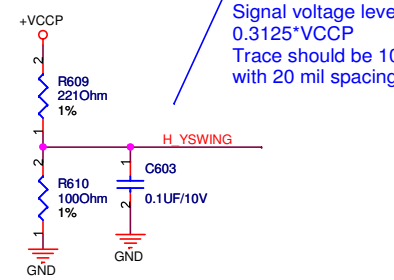 +VCCP
Signal voltage leve
0.3125*VCCP
Trace should be 10
with 20 mil spacing
2
R609
221Ohm
1%
1
H_YSWING
2
R610
100Ohm
1%
1
1
C603
0.1UF/10V
2
GND
GND